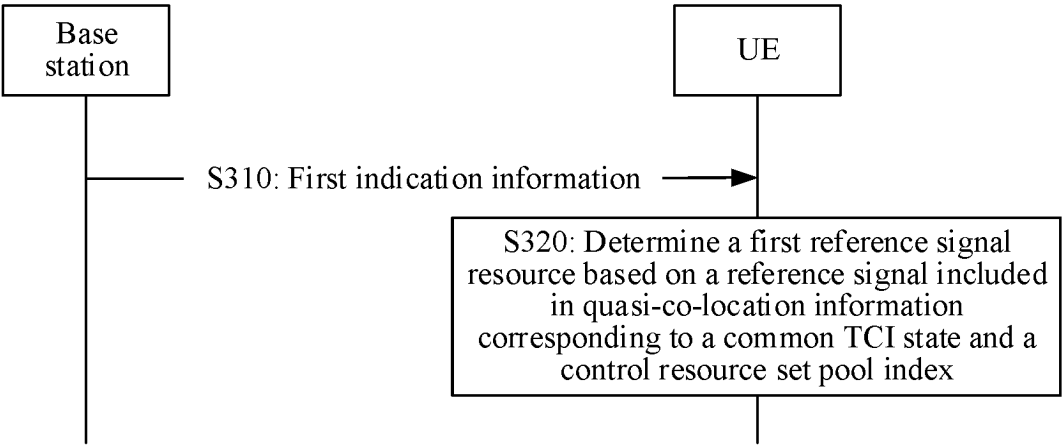 Base
station
UE
S310: First indication information
S320: Determine a first reference signal
resource based on a reference signal included
in quasi-co-location information
corresponding to a common TCI state and a
control resource set pool index